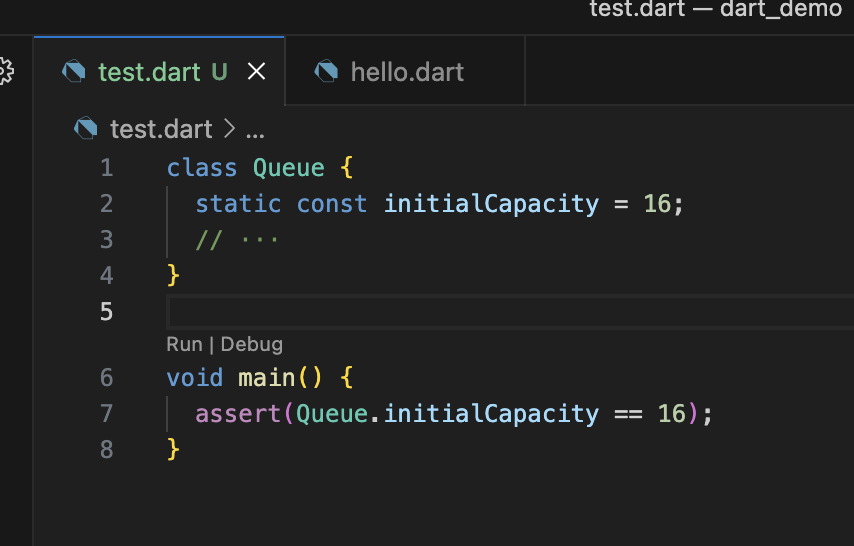 test.dart — dart_demo
test.dart U
hello.dart
test.dart > ...
1 class Queue {
2 static const initialCapacity = 16;
3 // ···
4 }
5
Run | Debug
6 void main() {
7 assert(Queue.initialCapacity == 16);
8 }